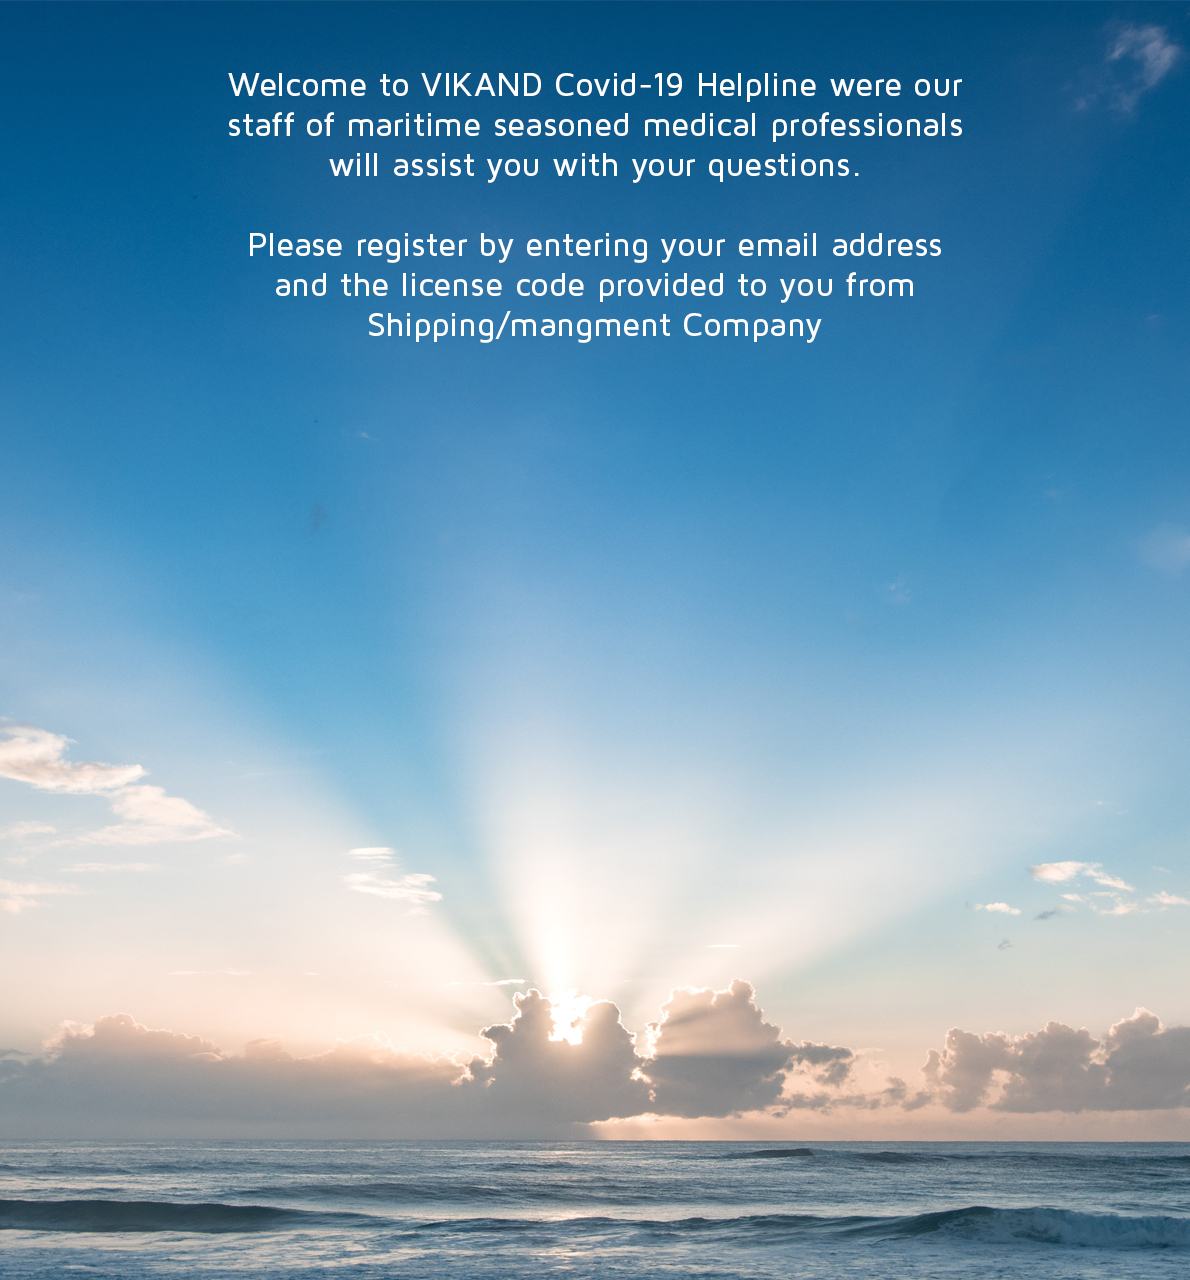 Welcome to VIKAND Covid-19 Helpline were our
staff of maritime seasoned medical professionals
will assist you with your questions.
Please register by entering your email address
and the license code provided to you from
Shipping/mangment Company